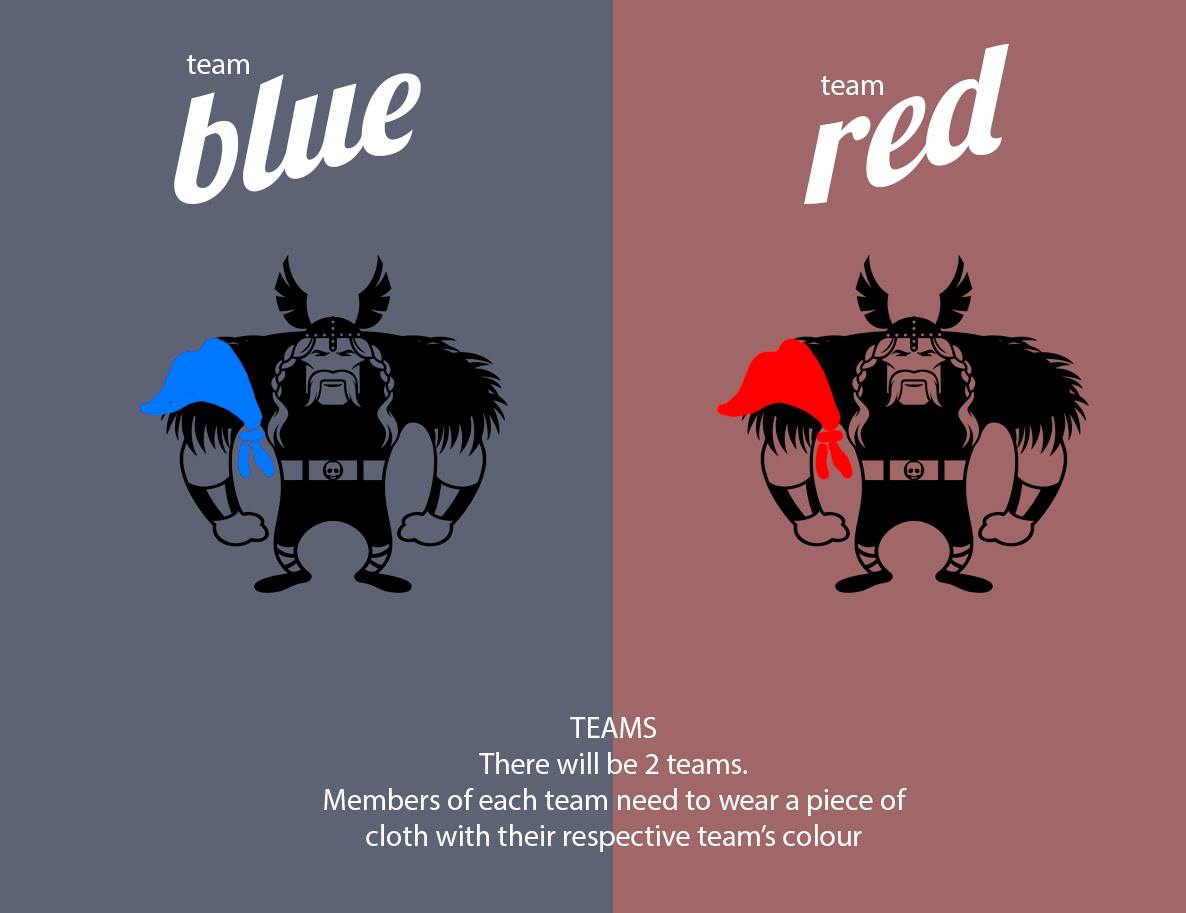 team
blue
team
red
TEAMS
There will be 2 teams.
Members of each team need to wear a piece of
cloth with their respective team’s colour